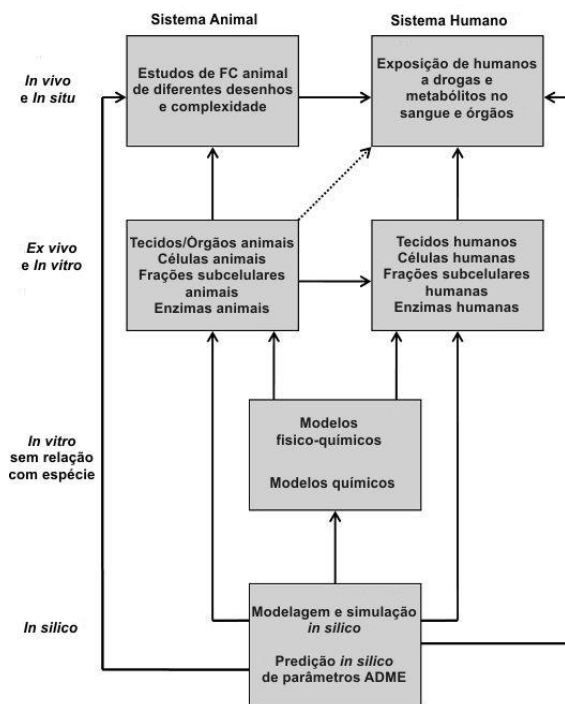 Sistema Animal
Sistema Humano
In vivo
e In situ
Estudos de FC animal
de diferentes desenhos
e complexidade
Exposição de humanos
a drogas e
metabólitos no
sangue e órgãos
Ex vivo
e In vitro
Tecidos/Órgãos animais
Células animais
Frações subcelulares
animais
Enzimas animais
Tecidos humanos
Células humanas
Frações subcelulares
humanas
Enzimas humanas
In vitro
sem relação
com espécie
Modelos
fisico-químicos
Modelos químicos
In silico
Modelagem e simulação
in silico
Predição in silico
de parâmetros ADME